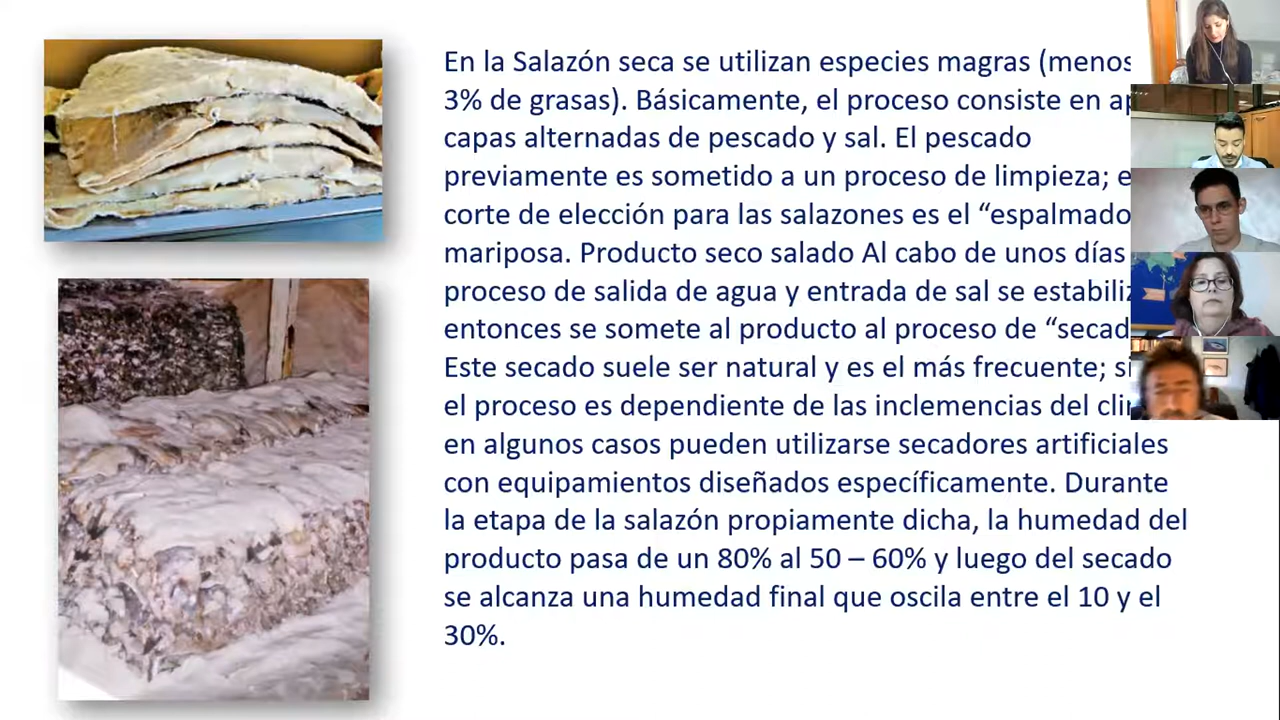 En la Salazón seca se utilizan especies magras (menos
3% de grasas). Básicamente, el proceso consiste en
capas alternadas de pescado y sal. El pescado
previamente es sometido a un proceso de limpieza;
corte de elección para las salazones es el “espalmado
mariposa. Producto seco salado Al cabo de unos días
proceso de salida de agua y entrada de sal se
entonces se somete al producto al proceso de
Este secado suele ser natural y es el más frecuente;
el proceso es dependiente de las inclemencias del
en algunos casos pueden utilizarse secadores artificiales
con equipamientos diseñados específicamente. Durante
la etapa de la salazón propiamente dicha, la humedad del
producto pasa de un 80% al 50 – 60% y luego del secado
se alcanza una humedad final que oscila entre el 10 y el
30%.